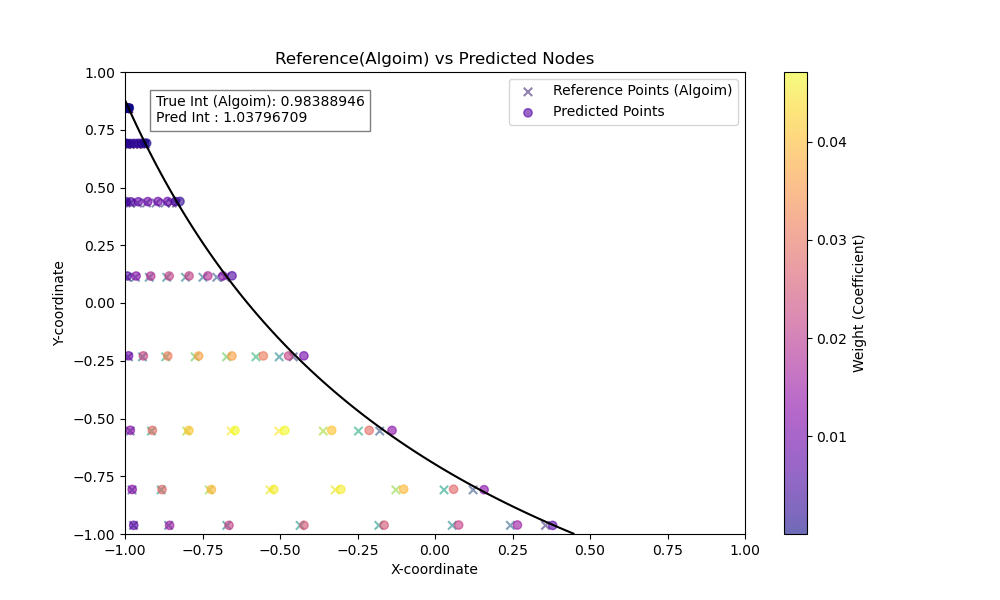 Reference(Algoim) vs Predicted Nodes
True Int (Algoim): 0.98388946
Pred Int : 1.03796709
Reference Points (Algoim)
Predicted Points
1.00
0.75
0.50
0.25
0.00
−0.25
−0.50
−0.75
−1.00
Y-coordinate
−1.00 −0.75 −0.50 −0.25 0.00 0.25 0.50 0.75 1.00
X-coordinate
0.04
0.03
0.02
0.01
Weight (Coefficient)